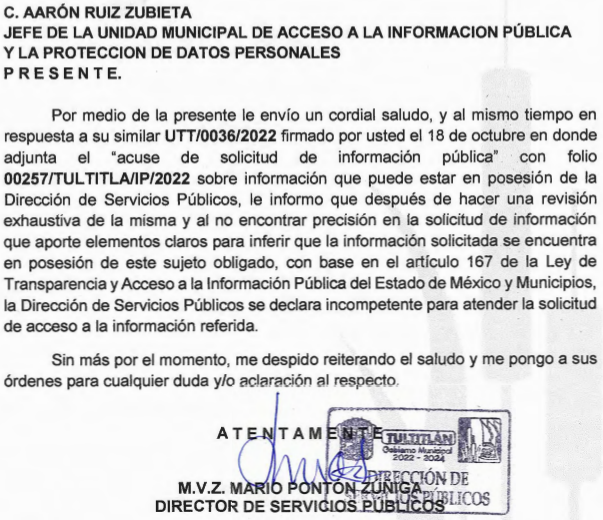 C. AARÓN RUIZ ZUBIETA
JEFE DE LA UNIDAD MUNICIPAL DE ACCESO A LA INFORMACION PÚBLICA
Y LA PROTECCION DE DATOS PERSONALES
P R E S E N T E.
Por medio de la presente le envío un cordial saludo, y al mismo tiempo en
respuesta a su similar UTT/0036/2022 firmado por usted el 18 de octubre en donde
adjunta el “acuse de solicitud de información pública” con folio
00257/TULTITLA/IP/2022 sobre información que puede estar en posesión de la
Dirección de Servicios Públicos, le informo que después de hacer una revisión
exhaustiva de la misma y al no encontrar precisión en la solicitud de información
que aporte elementos claros para inferir que la información solicitada se encuentra
en posesión de este sujeto obligado, con base en el artículo 167 de la Ley de
Transparencia y Acceso a la Información Pública del Estado de México y Municipios,
la Dirección de Servicios Públicos se declara incompetente para atender la solicitud
de acceso a la información referida.
Sin más por el momento, me despido reiterando el saludo y me pongo a sus
órdenes para cualquier duda y/o aclaración al respecto.
A T E N T A M E N T E
TULTITLÁN
Gobierno Municipal
2022 - 2024
DIRECCIÓN DE
SERVICIOS PÚBLICOS
M.V.Z. MARIO PONTÓN ZÚÑIGA
DIRECTOR DE SERVICIOS PÚBLICOS